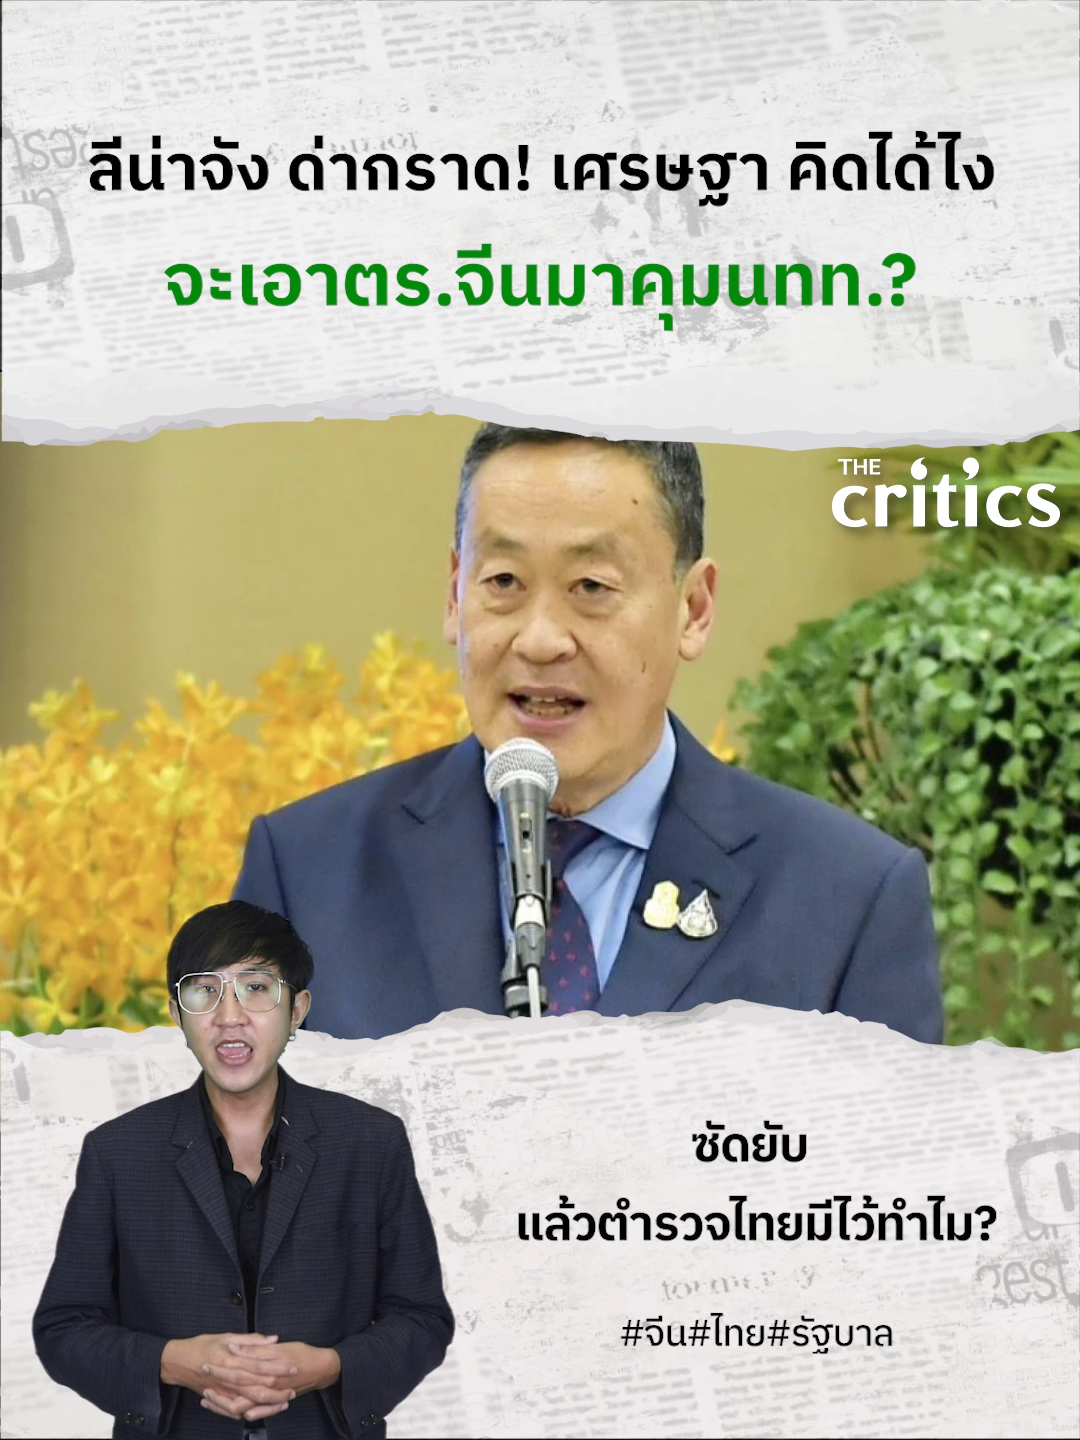 ลีน่าจัง ด่ากราด! เศรษฐา คิดได้ไง
จะเอาตร.จีนมาคุมนทท.?
THE
critics
ซัดยับ
แล้วตำรวจไทยมีไว้ทำไม?
#จีน#ไทย#รัฐบาล